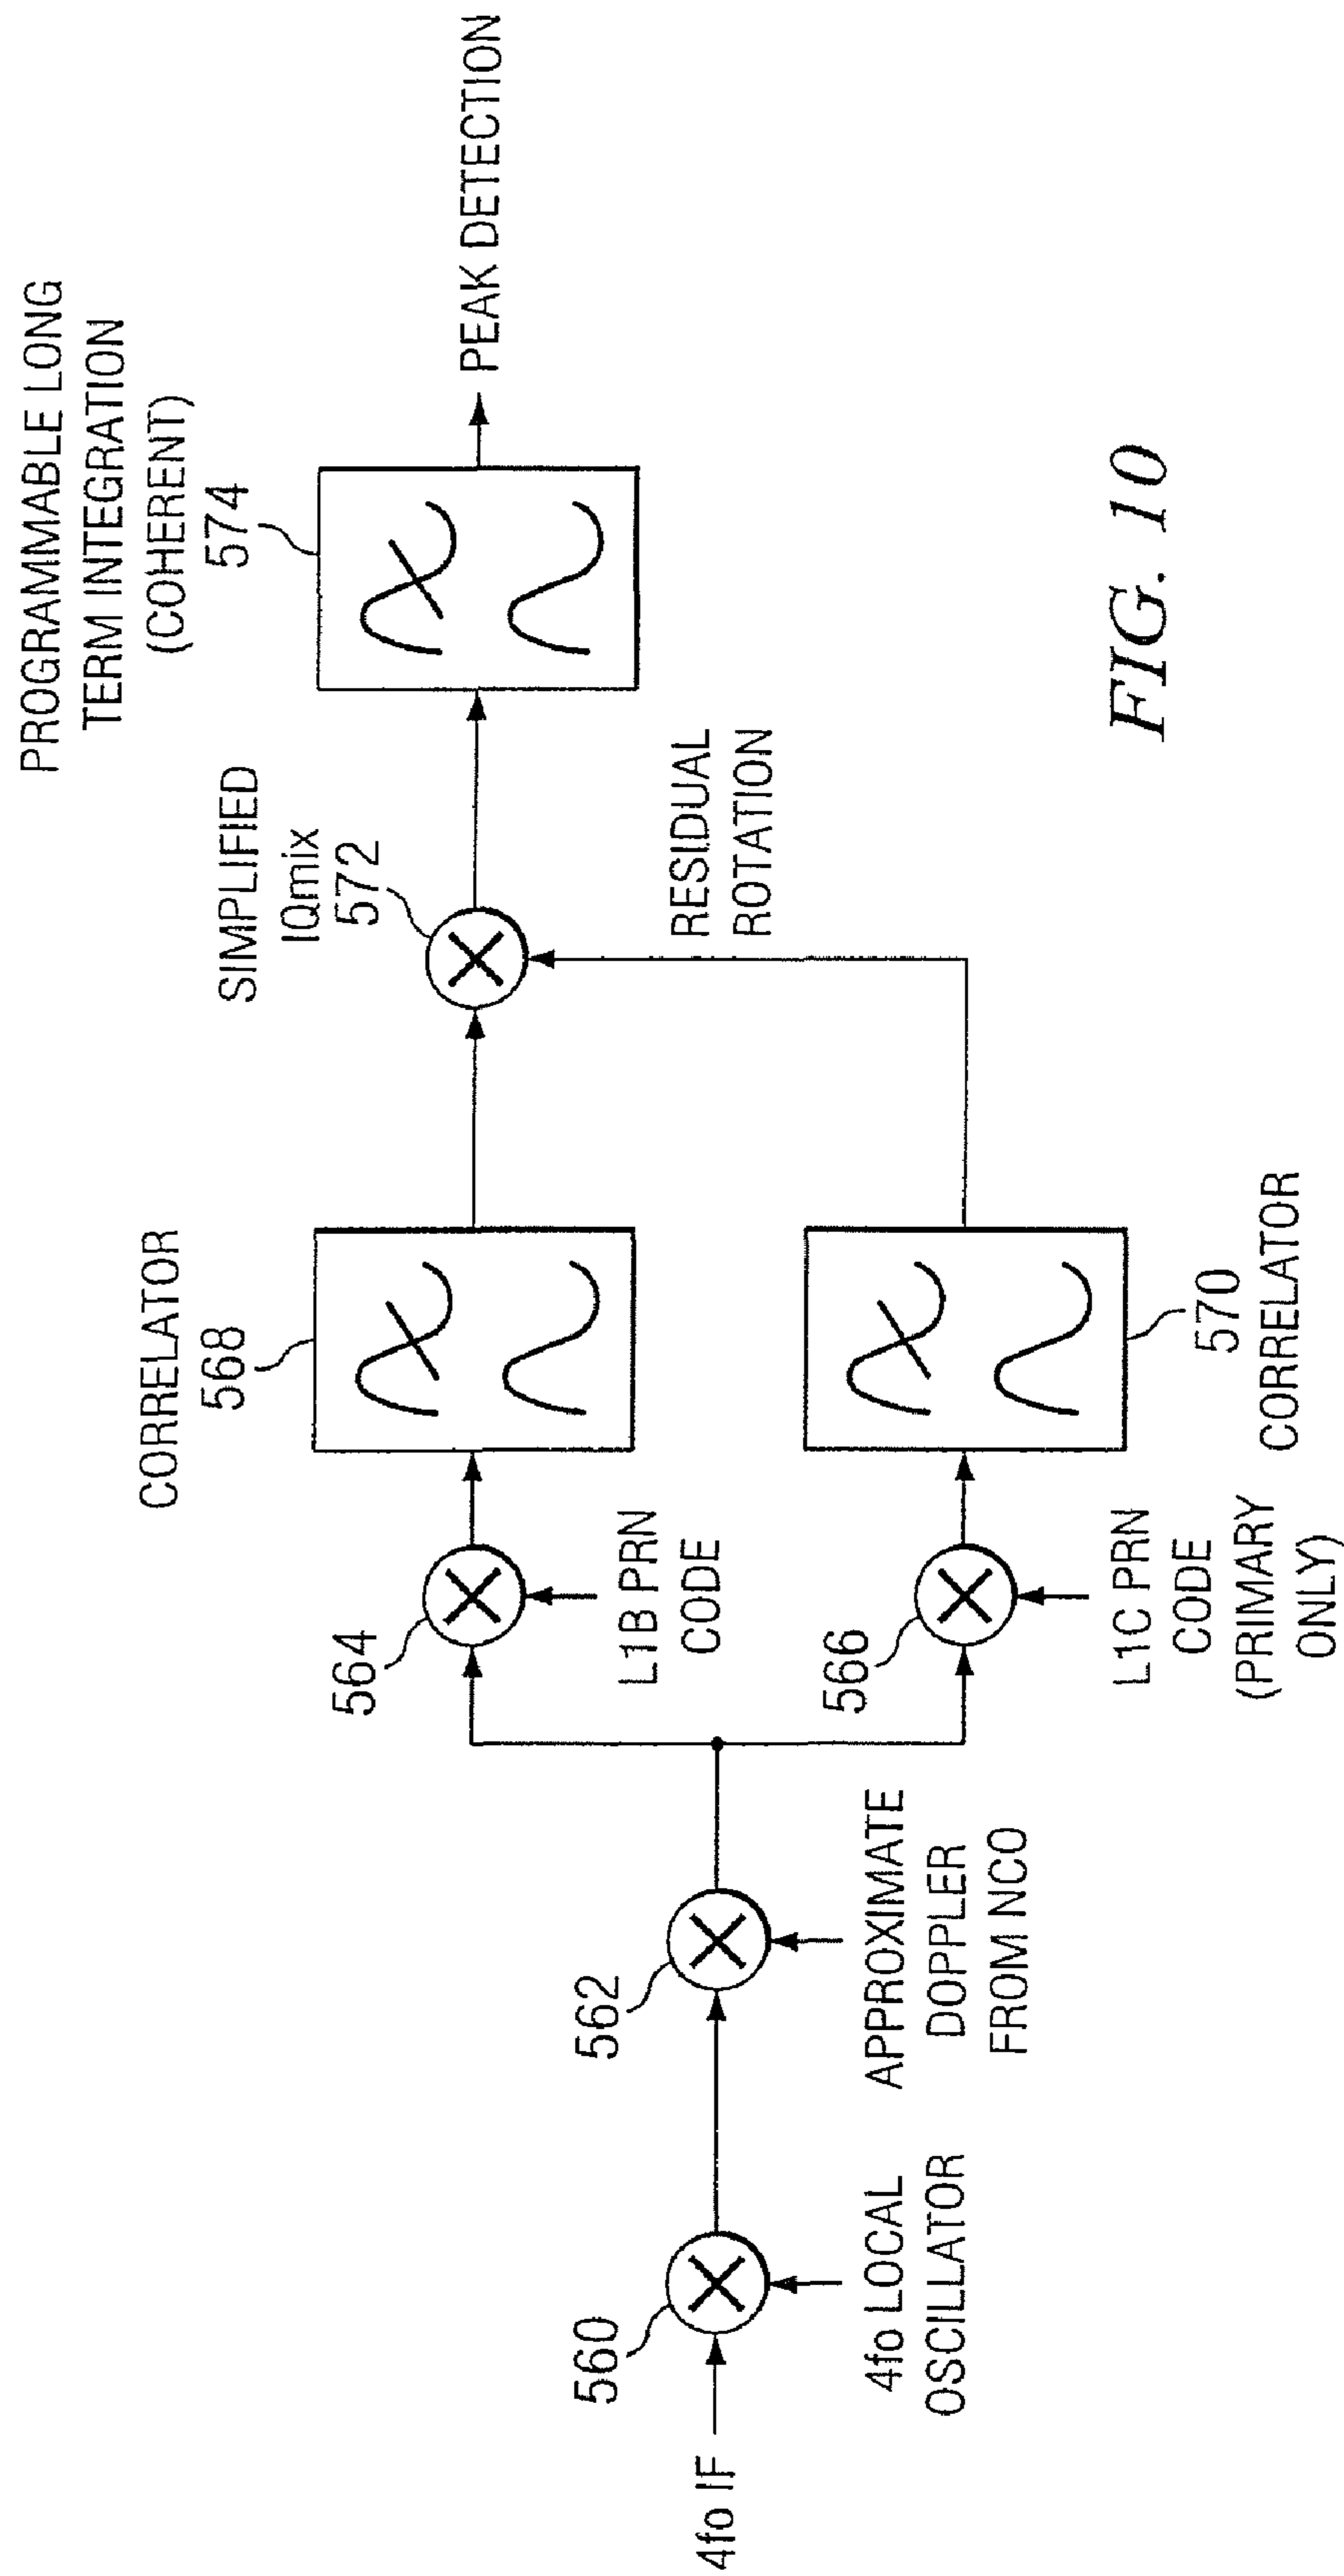 PROGRAMMABLE LONG
TERM INTEGRATION
(COHERENT)
574
PEAK DETECTION
SIMPLIFIED
IQmix
572
RESIDUAL
ROTATION
CORRELATOR
568
570
CORRELATOR
564
L1B PRN
CODE
566
L1C PRN
CODE
(PRIMARY
ONLY)
562
APPROXIMATE
DOPPLER
FROM NCO
560
4fo LOCAL
OSCILLATOR
4fo IF
FIG. 10